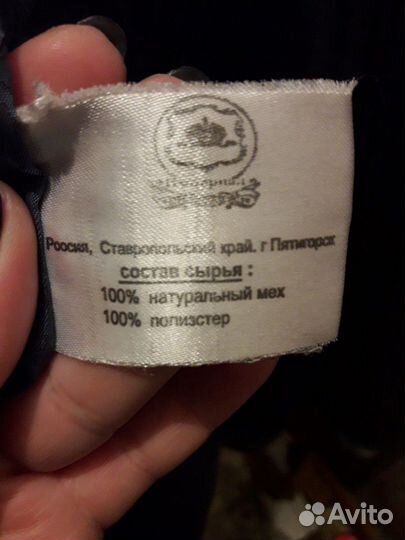 Россия, Ставропольский край. г Пятигорск
состав сырья :
100% натуральный мех
100% полиэстер
Avito